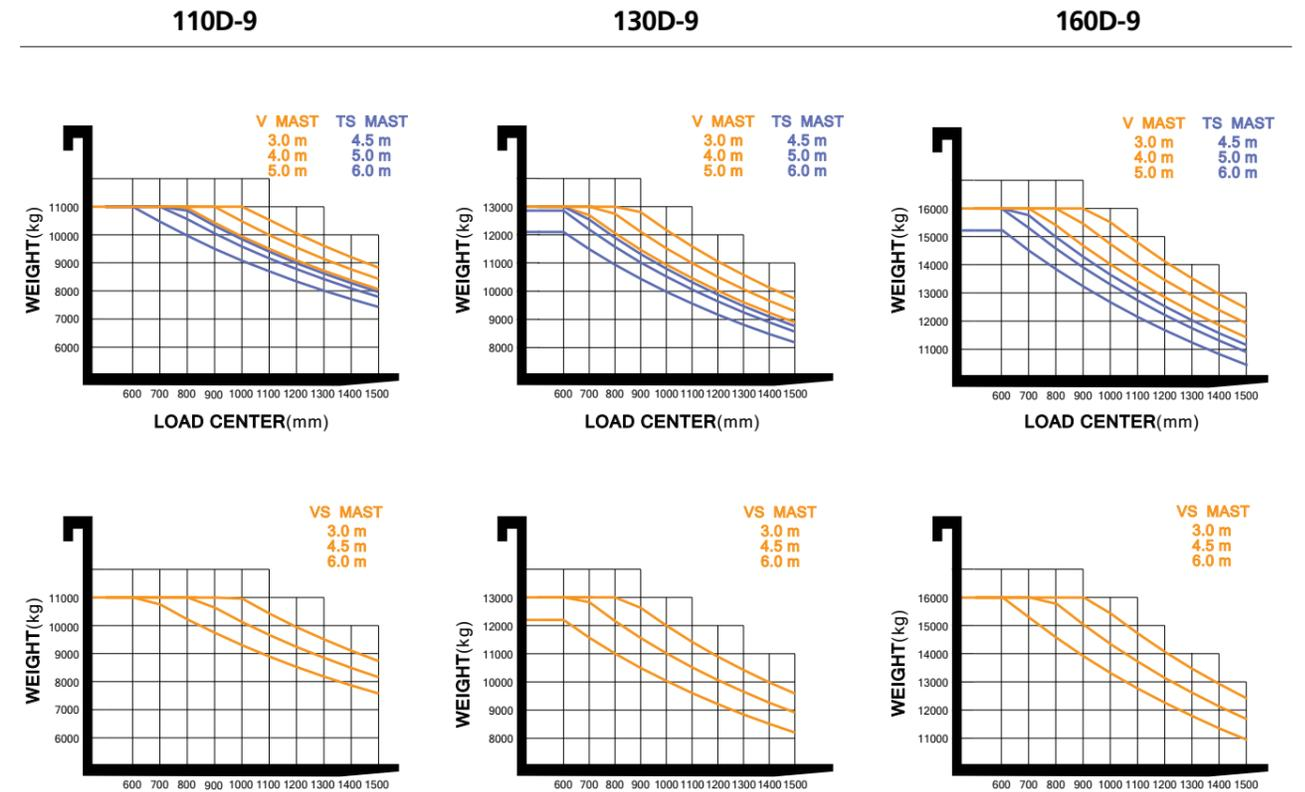 110D-9 130D-9 160D-9
V MAST TS MAST
3.0 m 4.5 m
4.0 m 5.0 m
5.0 m 6.0 m
WEIGHT(kg)
11000
10000
9000
8000
7000
6000
600 700 800 900 1000 1100 1200 1300 1400 1500
LOAD CENTER(mm)
V MAST TS MAST
3.0 m 4.5 m
4.0 m 5.0 m
5.0 m 6.0 m
WEIGHT(kg)
13000
12000
11000
10000
9000
8000
600 700 800 900 1000 1100 1200 1300 1400 1500
LOAD CENTER(mm)
V MAST TS MAST
3.0 m 4.5 m
4.0 m 5.0 m
5.0 m 6.0 m
WEIGHT(kg)
16000
15000
14000
13000
12000
11000
600 700 800 900 1000 1100 1200 1300 1400 1500
LOAD CENTER(mm)
VS MAST
3.0 m
4.5 m
6.0 m
WEIGHT(kg)
11000
10000
9000
8000
7000
6000
600 700 800 900 1000 1100 1200 1300 1400 1500
VS MAST
3.0 m
4.5 m
6.0 m
WEIGHT(kg)
13000
12000
11000
10000
9000
8000
600 700 800 900 1000 1100 1200 1300 1400 1500
VS MAST
3.0 m
4.5 m
6.0 m
WEIGHT(kg)
16000
15000
14000
13000
12000
11000
600 700 800 900 1000 1100 1200 1300 1400 1500